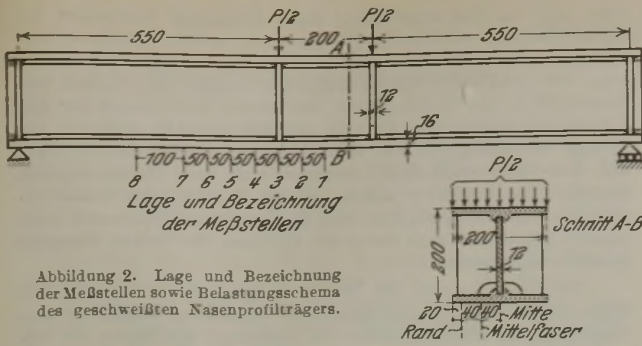 P/2 P/2
550 200 550
A
12
16
100 50 50 50 50 50 50 B
8 7 6 5 4 3 2 1
Lage und Bezeichnung
der Meßstellen
P/2
Schnitt A-B
200
200
12
20 40 40 Mitte
Rand Mittelfaser
Abbildung 2. Lage und Bezeichnung
der Meßstellen sowie Belastungsschema
des geschweißten Nasenprofilträgers.